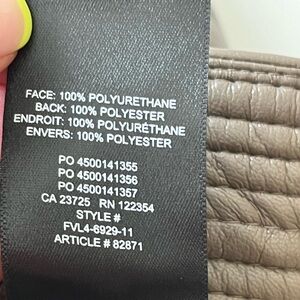 FACE: 100% POLYURETHANE
BACK: 100% POLYESTER
ENDROIT: 100% POLYURÉTHANE
ENVERS: 100% POLYESTER
PO 4500141355
PO 4500141356
PO 4500141357
CA 23725 RN 122354
STYLE #
FVL4-6929-11
ARTICLE # 82871